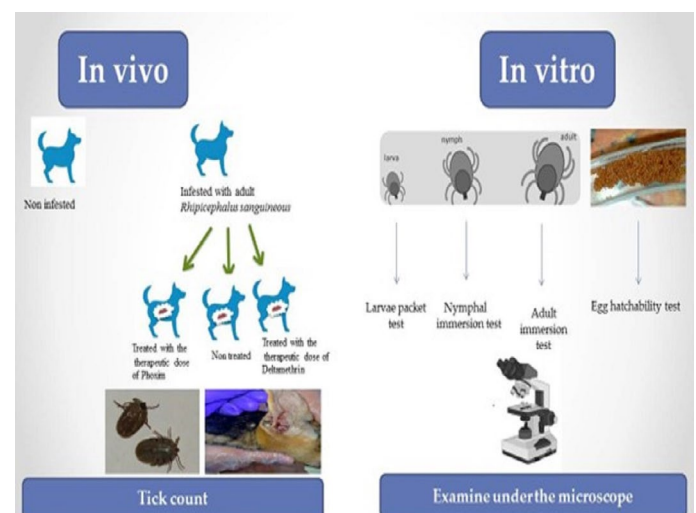 In vivo
In vitro
Non infested
Infested with adult
Rhipicephalus sanguineous
larva
nymph
adult
Treated with the
therapeutic dose
of Phoxim
Non treated
Treated with the
therapeutic dose of
Deltamethrin
Larvae packet
test
Nymphal
immersion test
Adult
immersion
test
Egg hatchability test
Tick count
Examine under the microscope